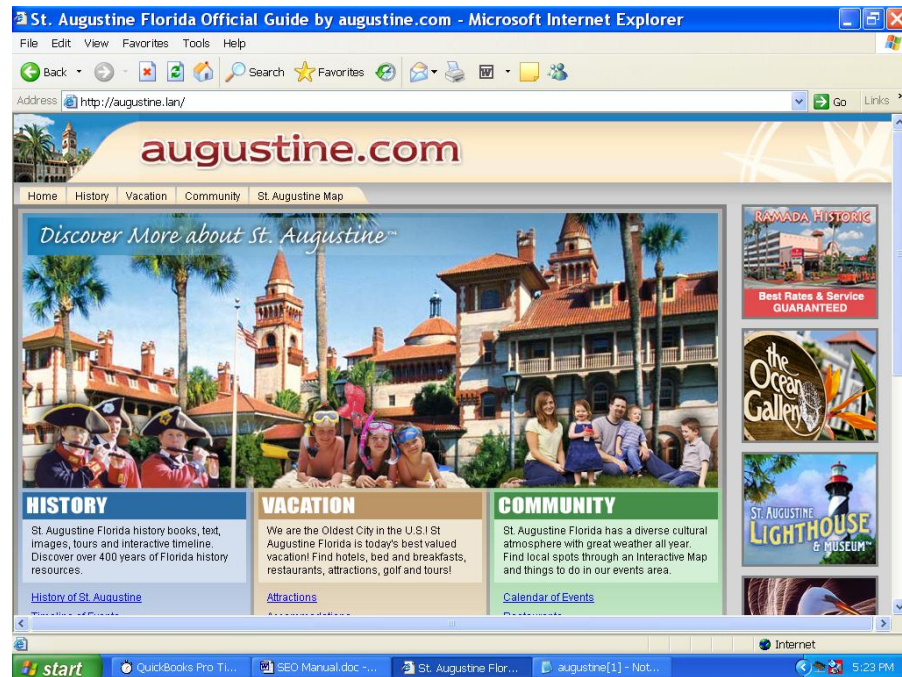 St. Augustine Florida Official Guide by augustine.com - Microsoft Internet Explorer
File Edit View Favorites Tools Help
Back Search Favorites
Address http://augustine.lan/ Go Links
augustine.com
Home History Vacation Community St. Augustine Map
Discover More about St. Augustine™
RAMADA HISTORIC
Best Rates & Service
GUARANTEED
the
Ocean
Gallery
ST. AUGUSTINE
LIGHTHOUSE
& MUSEUM™
HISTORY
St. Augustine Florida history books, text,
images, tours and interactive timeline.
Discover over 400 years of Florida history
resources.
History of St. Augustine
Timeline of Events
VACATION
We are the Oldest City in the U.S.! St
Augustine Florida is today's best valued
vacation! Find hotels, bed and breakfasts,
restaurants, attractions, golf and tours!
Attractions
Accommodations
COMMUNITY
St. Augustine Florida has a diverse cultural
atmosphere with great weather all year.
Find local spots through an Interactive Map
and things to do in our events area.
Calendar of Events
Restaurants
Internet
start QuickBooks Pro Ti... SEO Manual.doc -... St. Augustine Flor... augustine[1] - Not... 5:23 PM